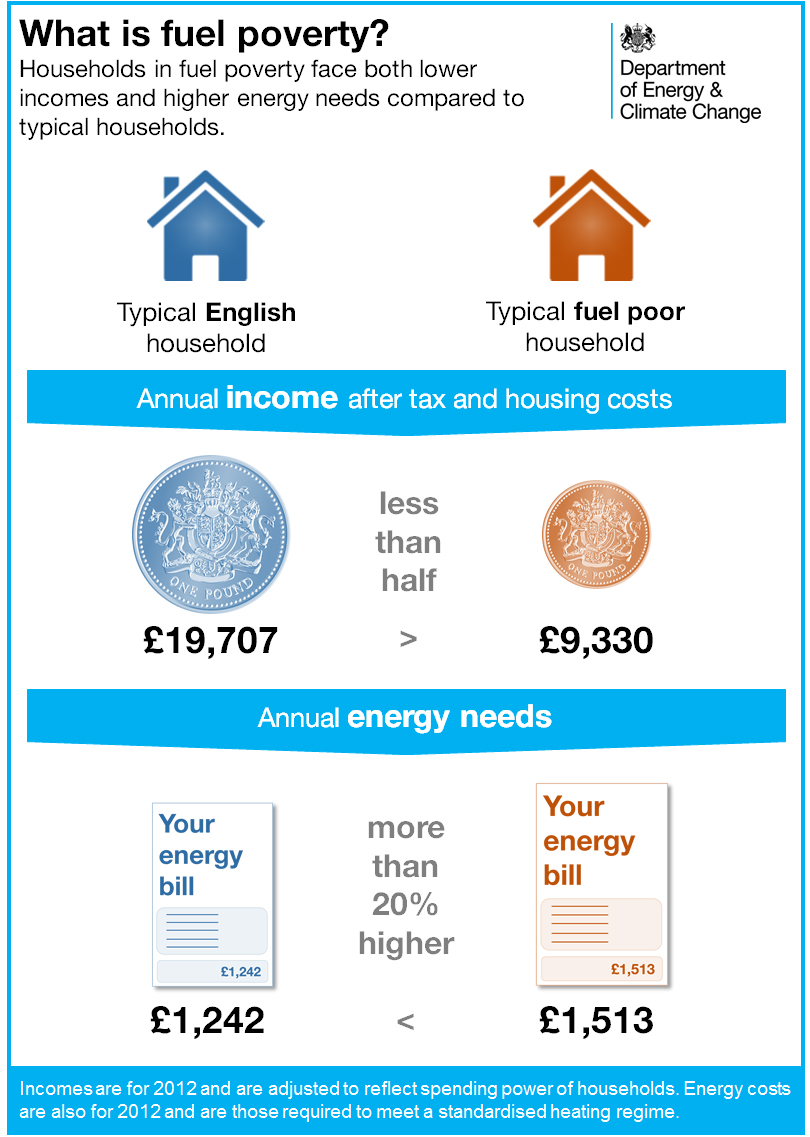 What is fuel poverty?
Households in fuel poverty face both lower
incomes and higher energy needs compared to
typical households.
Department
of Energy &
Climate Change
Typical English
household
Typical fuel poor
household
Annual income after tax and housing costs
ONE POUND
less
than
half
ONE POUND
£19,707
>
£9,330
Annual energy needs
Your
energy
bill
£1,242
more
than
20%
higher
Your
energy
bill
£1,513
£1,242
<
£1,513
Incomes are for 2012 and are adjusted to reflect spending power of households. Energy costs
are also for 2012 and are those required to meet a standardised heating regime.